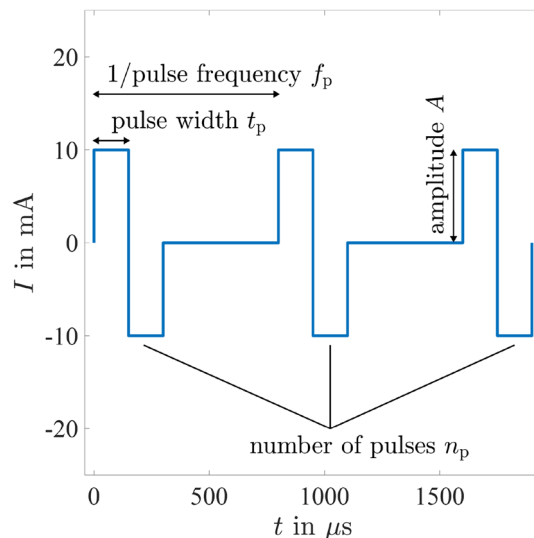 20
1/pulse frequency fₚ
pulse width tₚ
10
amplitude A
I in mA
0
-10
-20
number of pulses nₚ
0 500 1000 1500
t in μs